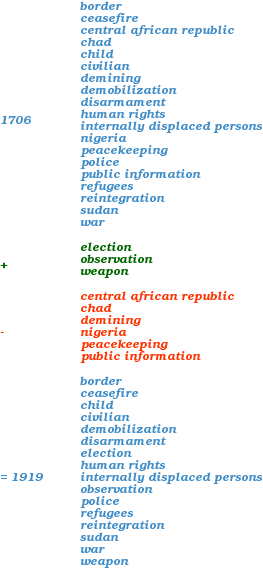 border
ceasefire
central african republic
chad
child
civilian
demining
demobilization
disarmament
human rights
1706
internally displaced persons
nigeria
peacekeeping
police
public information
refugees
reintegration
sudan
war
election
observation
+
weapon
central african republic
chad
demining
- nigeria
peacekeeping
public information
border
ceasefire
child
civilian
demobilization
disarmament
election
human rights
= 1919 internally displaced persons
observation
police
refugees
reintegration
sudan
war
weapon